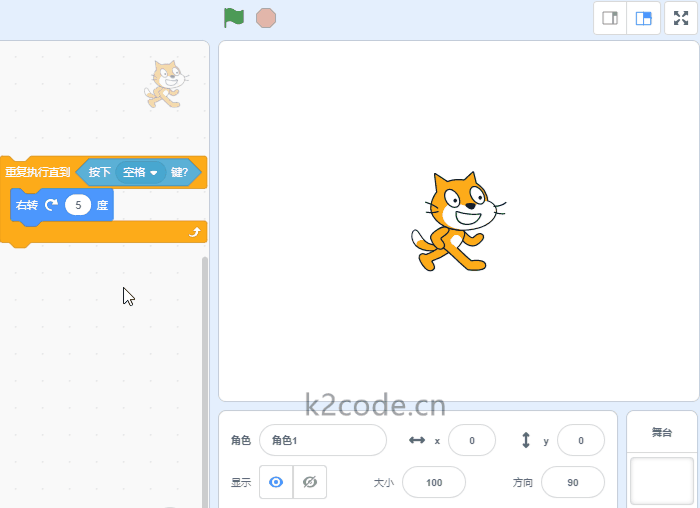 重复执行直到 按下 空格 键?
右转 5 度
k2code.cn
角色 角色1 x 0 y 0
显示 大小 100 方向 90
舞台